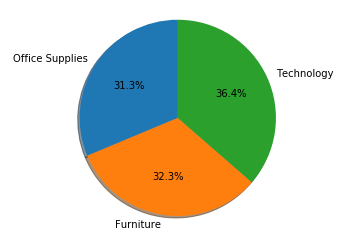 Office Supplies
31.3%
Technology
36.4%
32.3%
Furniture